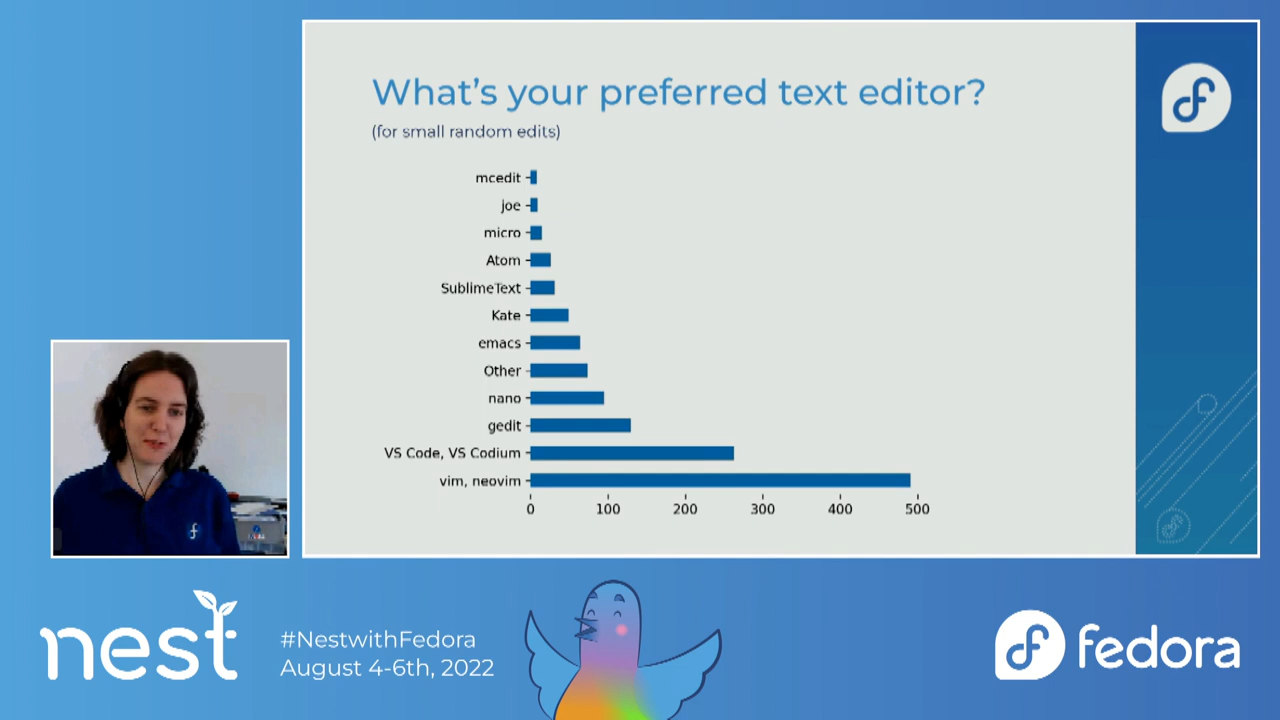 What's your preferred text editor?
(for small random edits)
mcedit
joe
micro
Atom
SublimeText
Kate
emacs
Other
nano
gedit
VS Code, VS Codium
vim, neovim
0 100 200 300 400 500
nest
#NestwithFedora
August 4-6th, 2022
fedora